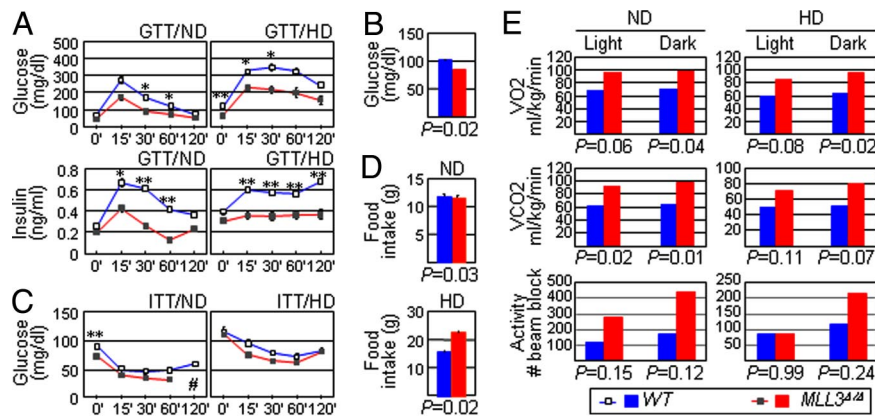 A
GTT/ND
GTT/HD
Glucose
(mg/dl)
500
400
300
200
100
0
*
*
**
*
*
0' 15' 30' 60' 120'
0' 15' 30' 60' 120'
GTT/ND
GTT/HD
Insulin
(ng/ml)
0.8
0.6
0.4
0.2
0
*
**
**
**
**
**
**
0' 15' 30' 60' 120'
0' 15' 30' 60' 120'
C
ITT/ND
ITT/HD
Glucose
(mg/dl)
150
100
50
0
**
#
0' 15' 30' 60' 120'
0' 15' 30' 60' 120'
B
Glucose
(mg/dl)
150
100
50
0
P=0.02
D
ND
Food
intake (g)
15
10
5
0
P=0.03
HD
Food
intake (g)
30
20
10
0
P=0.02
E
ND
HD
Light Dark
Light Dark
VO2
ml/kg/min
120
100
80
60
40
20
P=0.06 P=0.04
120
100
80
60
40
20
P=0.08 P=0.02
VCO2
ml/kg/min
120
100
80
60
40
20
P=0.02 P=0.01
100
80
60
40
20
P=0.11 P=0.07
Activity
# beam block
500
400
300
200
100
P=0.15 P=0.12
250
200
150
100
50
P=0.99 P=0.24
WT
MLL3Δ/Δ